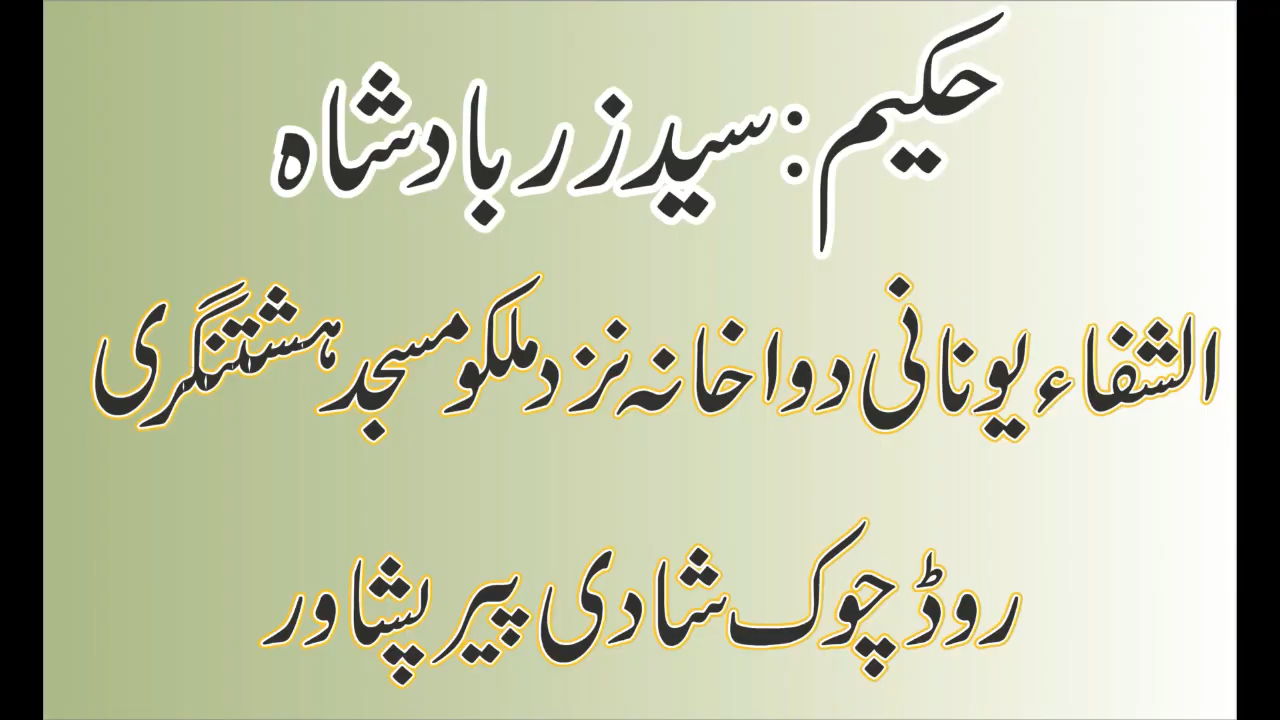 حکیم: سید زر بادشاہ
الشفاء یونانی دواخانہ نزد ملکو مسجد ہشتنگری
روڈ چوک شادی پیر پشاور